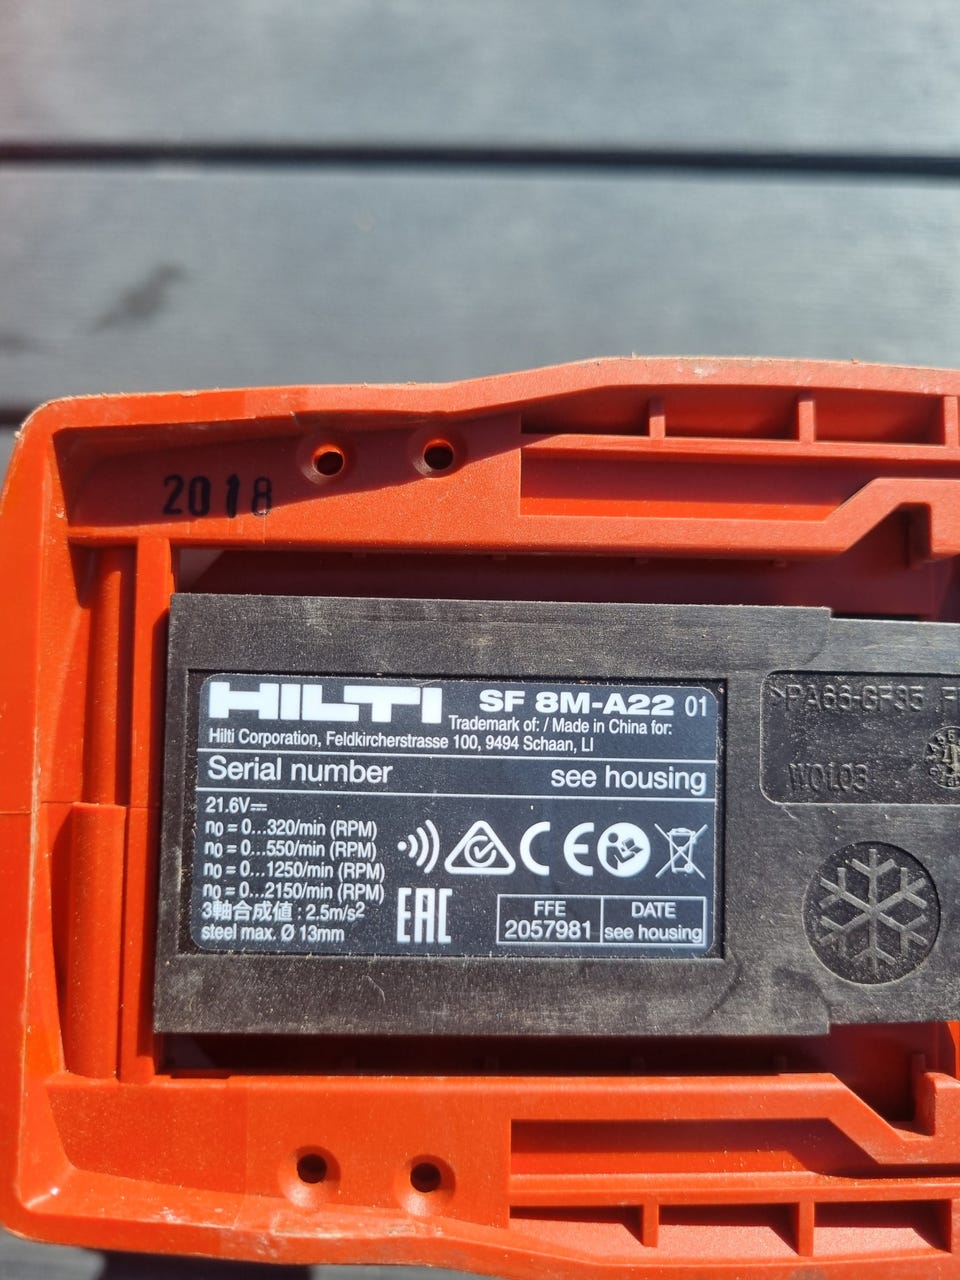 2018
HILTI SF 8M-A22 01
Trademark of: / Made in China for:
Hilti Corporation, Feldkircherstrasse 100, 9494 Schaan, LI
Serial number see housing
21.6V⎓
n0 = 0...320/min (RPM)
n0 = 0...550/min (RPM)
n0 = 0...1250/min (RPM)
n0 = 0...2150/min (RPM)
3軸合成値 : 2.5m/s²
steel max. Ø 13mm
CE
EAC
FFE DATE
2057981 see housing
>PA66-GF35
W0103